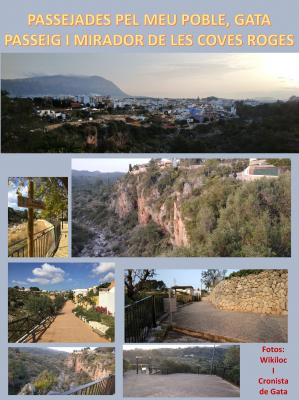 PASSEJADES PEL MEU POBLE, GATA
PASSEIG I MIRADOR DE LES COVES ROGES
Fotos:
Wikiloc
I
Cronista
de Gata